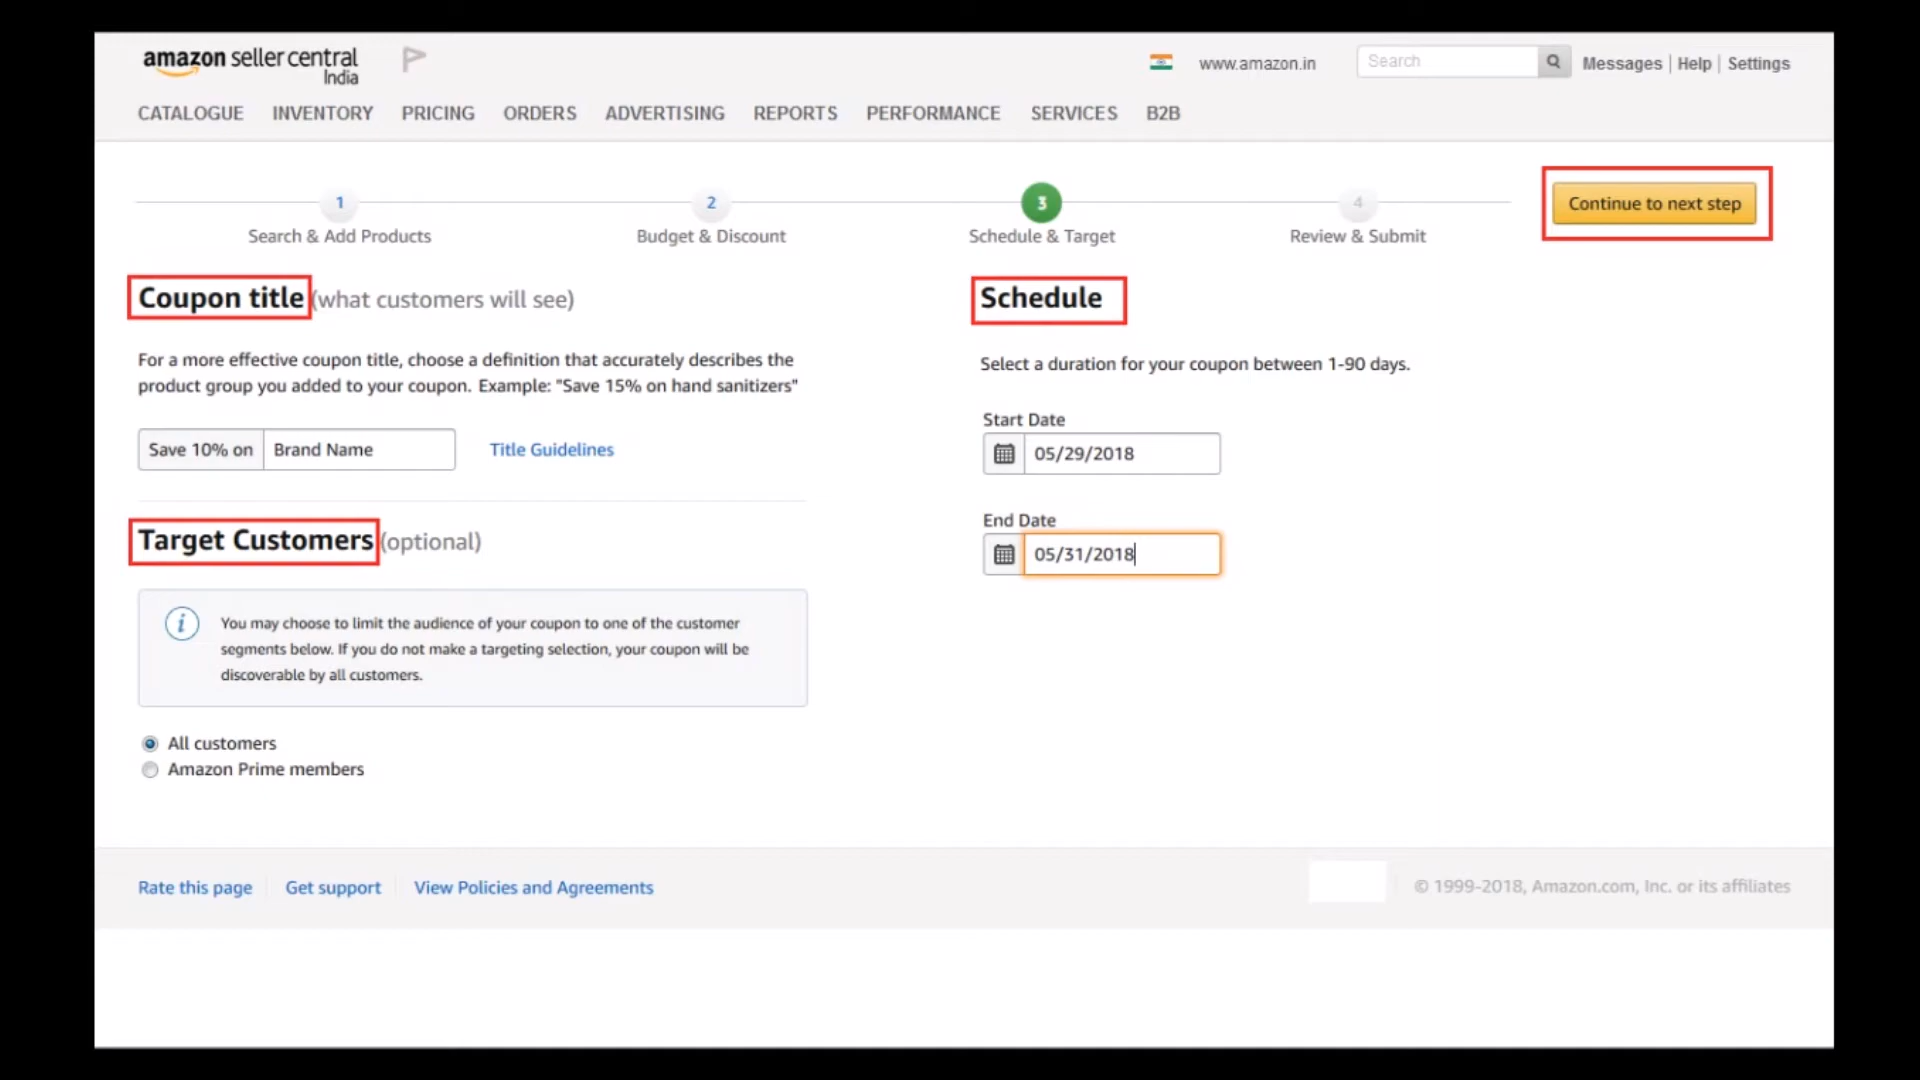 amazon seller central
India
www.amazon.in
Search
Messages | Help | Settings
CATALOGUE INVENTORY PRICING ORDERS ADVERTISING REPORTS PERFORMANCE SERVICES B2B
1
2
3
4
Continue to next step
Search & Add Products
Budget & Discount
Schedule & Target
Review & Submit
Coupon title (what customers will see)
For a more effective coupon title, choose a definition that accurately describes the
product group you added to your coupon. Example: "Save 15% on hand sanitizers"
Save 10% on Brand Name Title Guidelines
Target Customers (optional)
i
You may choose to limit the audience of your coupon to one of the customer
segments below. If you do not make a targeting selection, your coupon will be
discoverable by all customers.
All customers
Amazon Prime members
Schedule
Select a duration for your coupon between 1-90 days.
Start Date
05/29/2018
End Date
05/31/2018
Rate this page Get support View Policies and Agreements
© 1999-2018, Amazon.com, Inc. or its affiliates